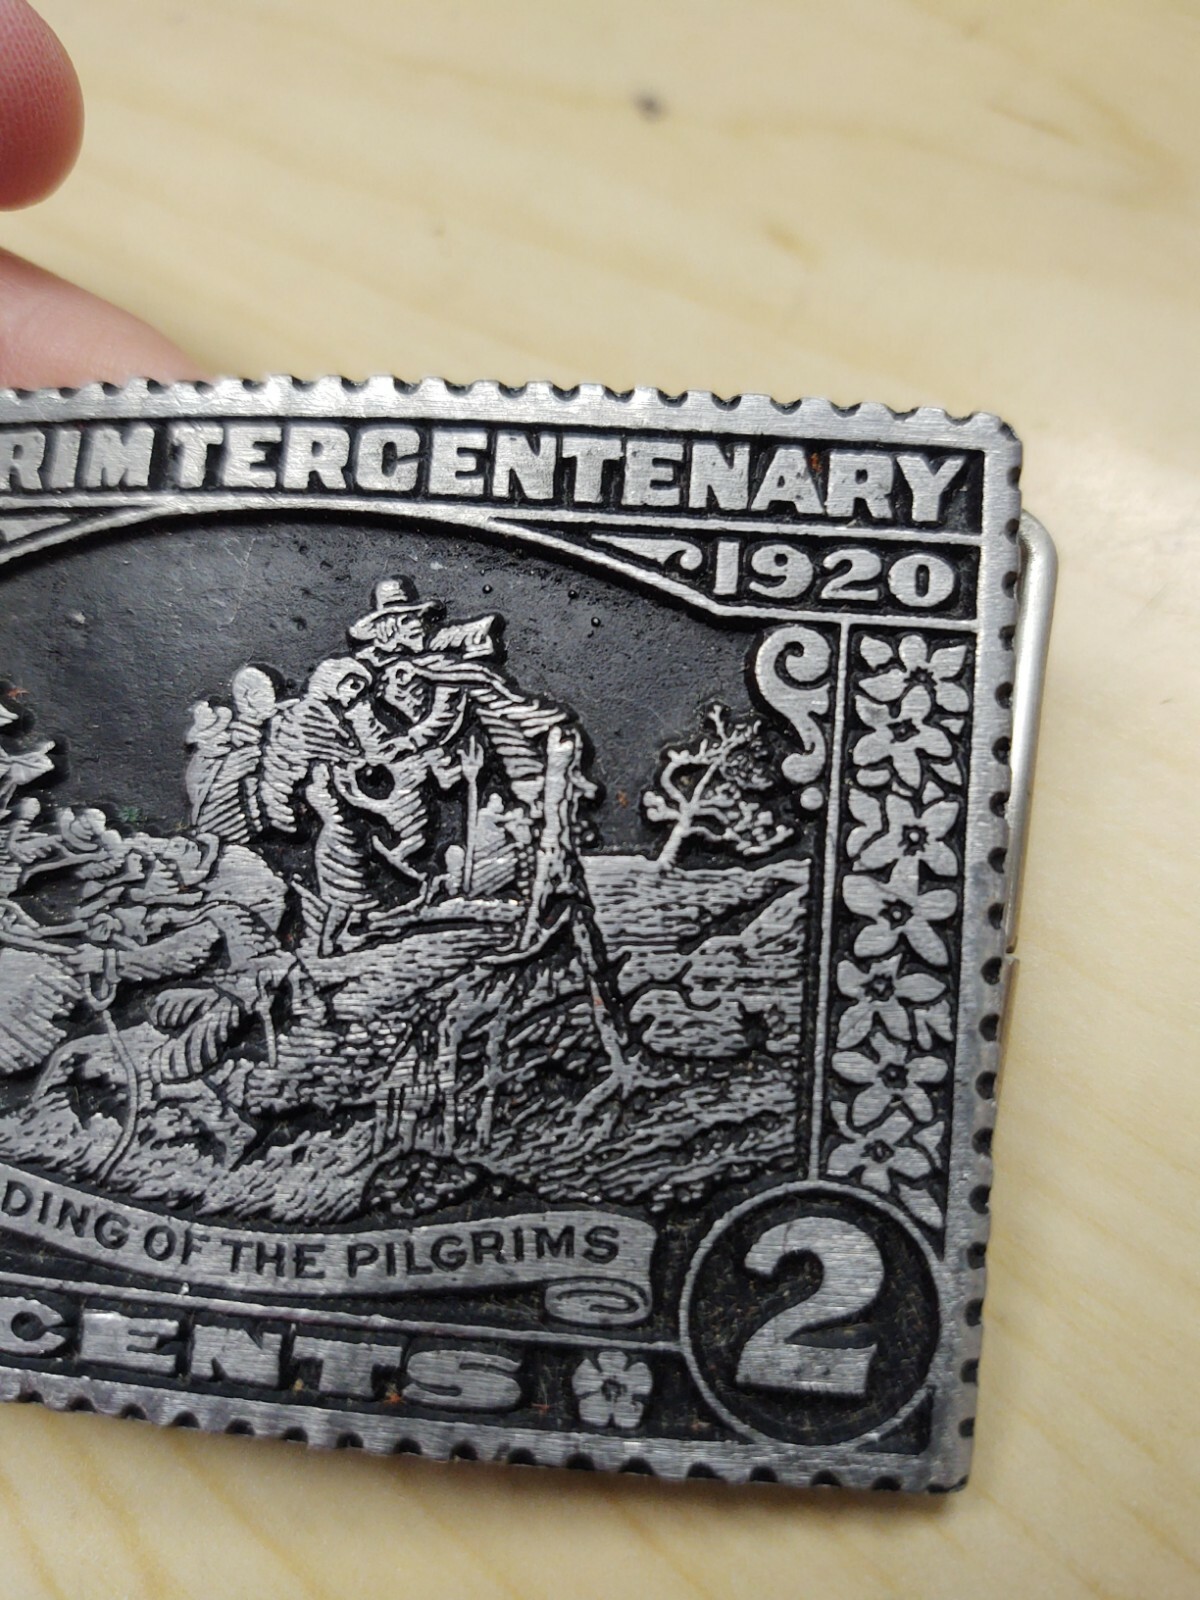 RIM TERCENTENARY
1920
DING OF THE PILGRIMS
CENTS
2